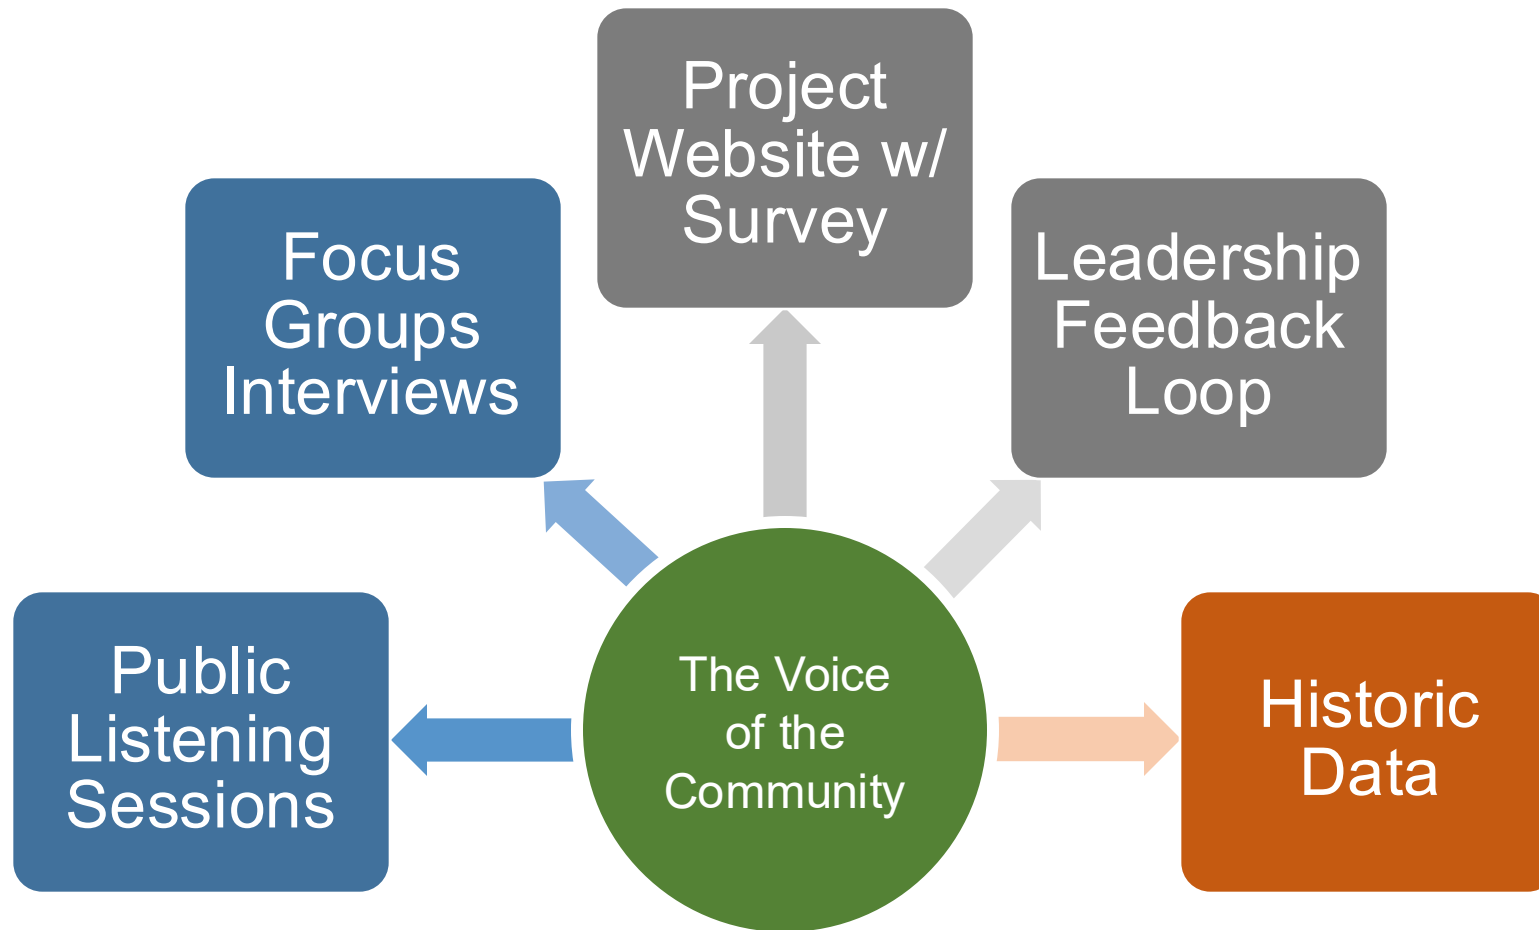 Project
Website w/
Survey
Focus
Groups
Interviews
Leadership
Feedback
Loop
Public
Listening
Sessions
The Voice
of the
Community
Historic
Data